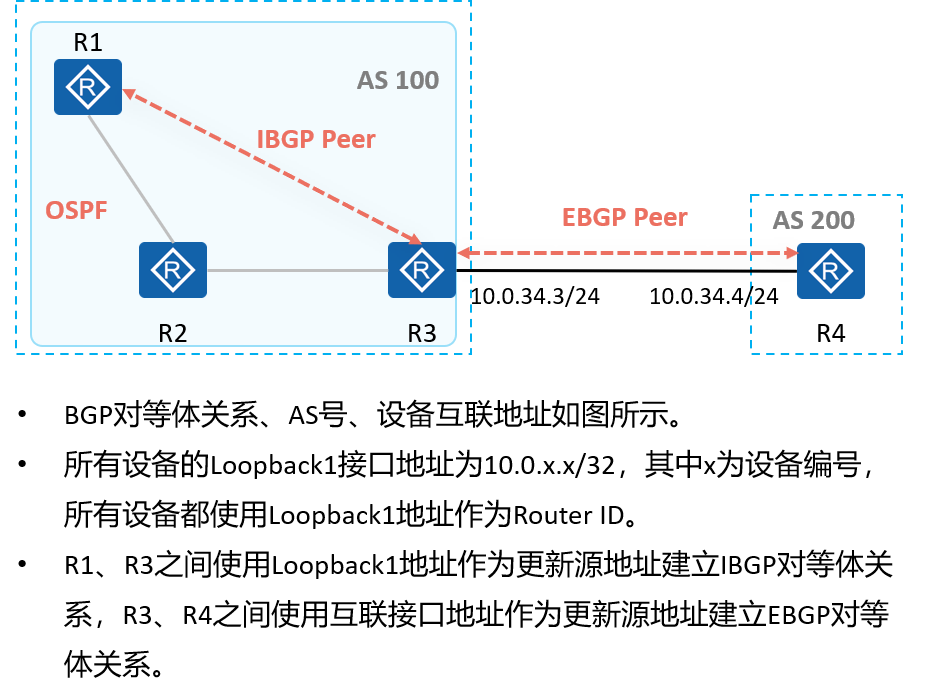 R1
AS 100
IBGP Peer
OSPF
EBGP Peer
AS 200
10.0.34.3/24
10.0.34.4/24
R2
R3
R4
• BGP对等体关系、AS号、设备互联地址如图所示。
• 所有设备的Loopback1接口地址为10.0.x.x/32，其中x为设备编号，
所有设备都使用Loopback1地址作为Router ID。
• R1、R3之间使用Loopback1地址作为更新源地址建立IBGP对等体关
系，R3、R4之间使用互联接口地址作为更新源地址建立EBGP对等
体关系。